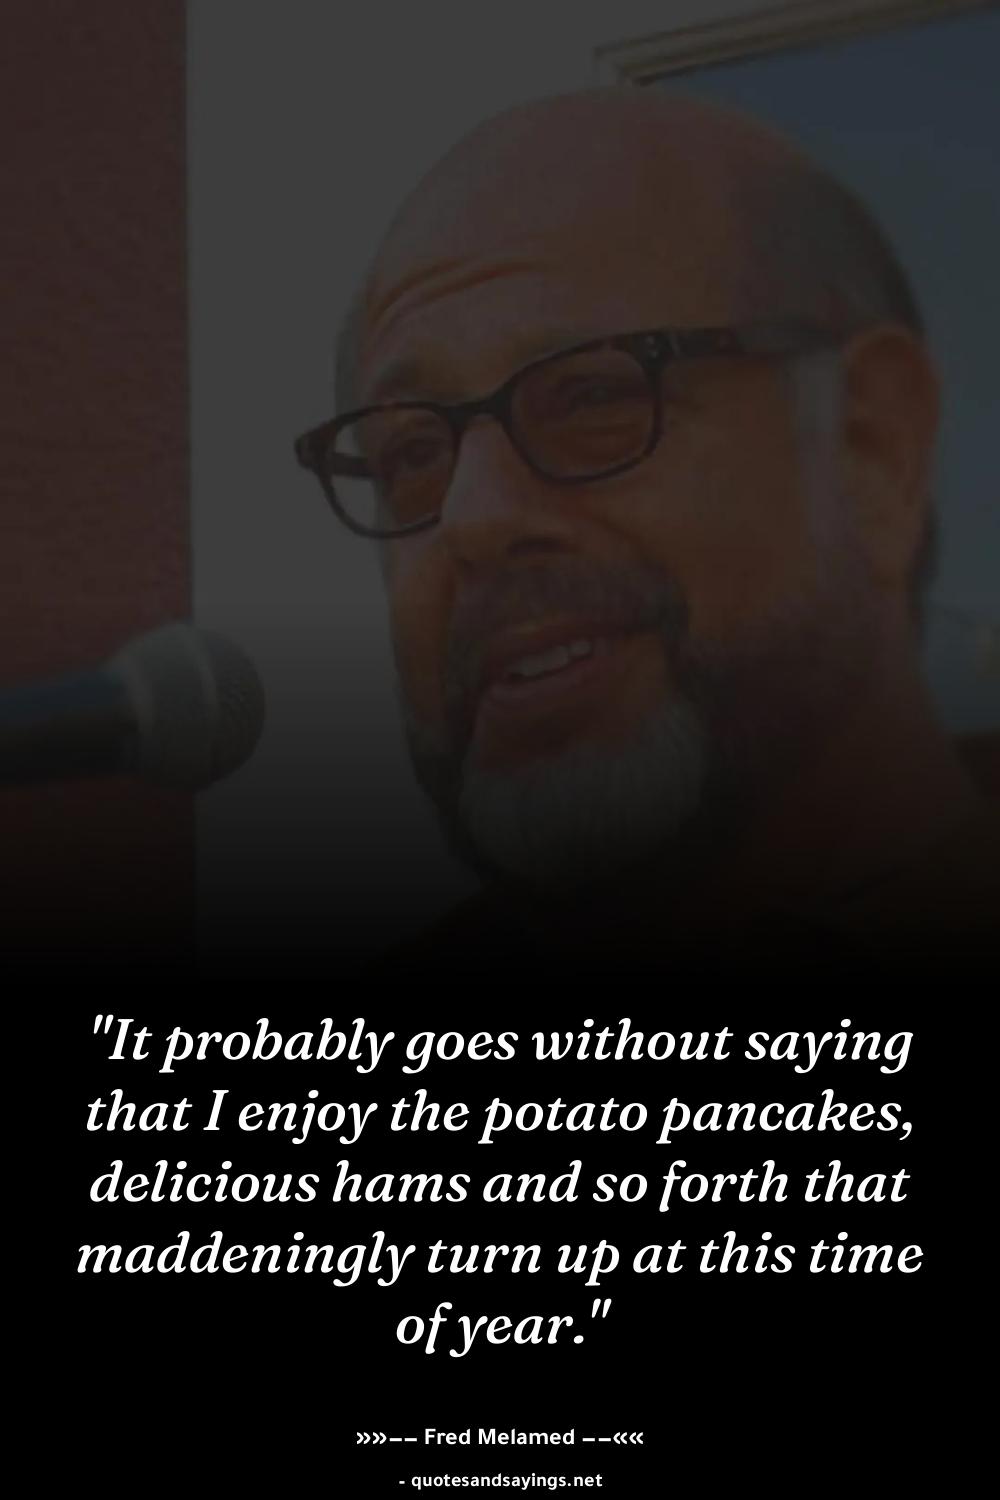 "It probably goes without saying
that I enjoy the potato pancakes,
delicious hams and so forth that
maddeningly turn up at this time
of year."
»»–– Fred Melamed ––««
- quotesandsayings.net